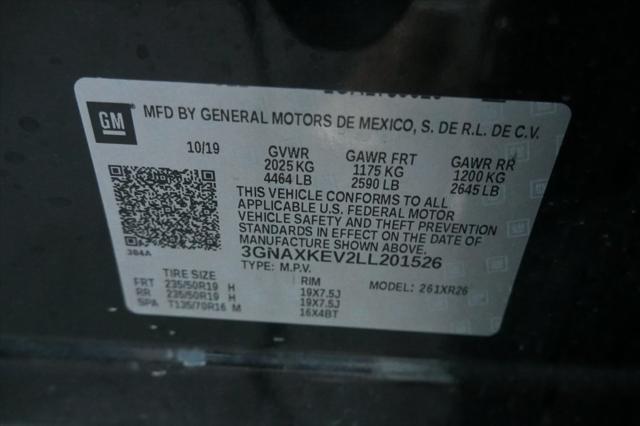 GM
MFD BY GENERAL MOTORS DE MEXICO, S. DE R.L. DE C.V.
10/19 GVWR GAWR FRT GAWR RR
2025 KG 1175 KG 1200 KG
4464 LB 2590 LB 2645 LB
THIS VEHICLE CONFORMS TO ALL
APPLICABLE U.S. FEDERAL MOTOR
VEHICLE SAFETY AND THEFT PREVENTION
STANDARDS IN EFFECT ON THE DATE OF
MANUFACTURE SHOWN ABOVE.
384A 3GNAXKEV2LL201526
TYPE: M.P.V. MODEL: 261XR26
TIRE SIZE RIM
FRT 235/50R19 H 19X7.5J
RR 235/50R19 H 19X7.5J
SPA T135/70R16 M 16X4BT